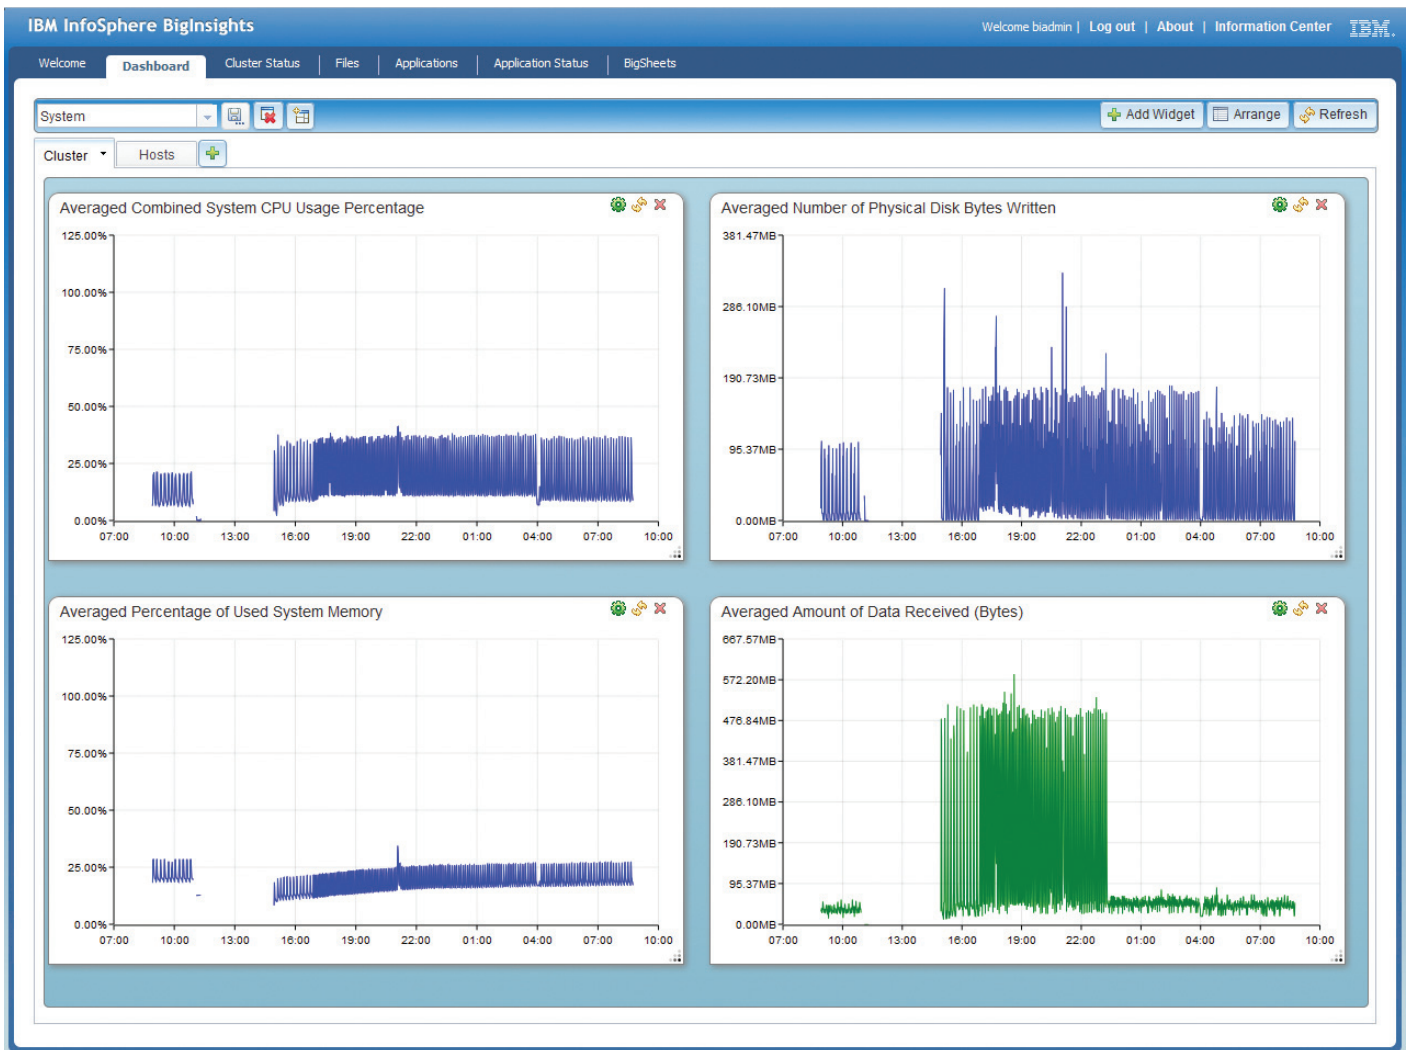 IBM InfoSphere BigInsights
Welcome biadmin | Log out | About | Information Center IBM.
Welcome Dashboard Cluster Status Files Applications Application Status BigSheets
System Add Widget Arrange Refresh
Cluster Hosts
Averaged Combined System CPU Usage Percentage
125.00%
100.00%
75.00%
50.00%
25.00%
0.00%
07:00 10:00 13:00 16:00 19:00 22:00 01:00 04:00 07:00 10:00
Averaged Number of Physical Disk Bytes Written
381.47MB
286.10MB
190.73MB
95.37MB
0.00MB
07:00 10:00 13:00 16:00 19:00 22:00 01:00 04:00 07:00 10:00
Averaged Percentage of Used System Memory
125.00%
100.00%
75.00%
50.00%
25.00%
0.00%
07:00 10:00 13:00 16:00 19:00 22:00 01:00 04:00 07:00 10:00
Averaged Amount of Data Received (Bytes)
667.57MB
572.20MB
476.84MB
381.47MB
286.10MB
190.73MB
95.37MB
0.00MB
07:00 10:00 13:00 16:00 19:00 22:00 01:00 04:00 07:00 10:00